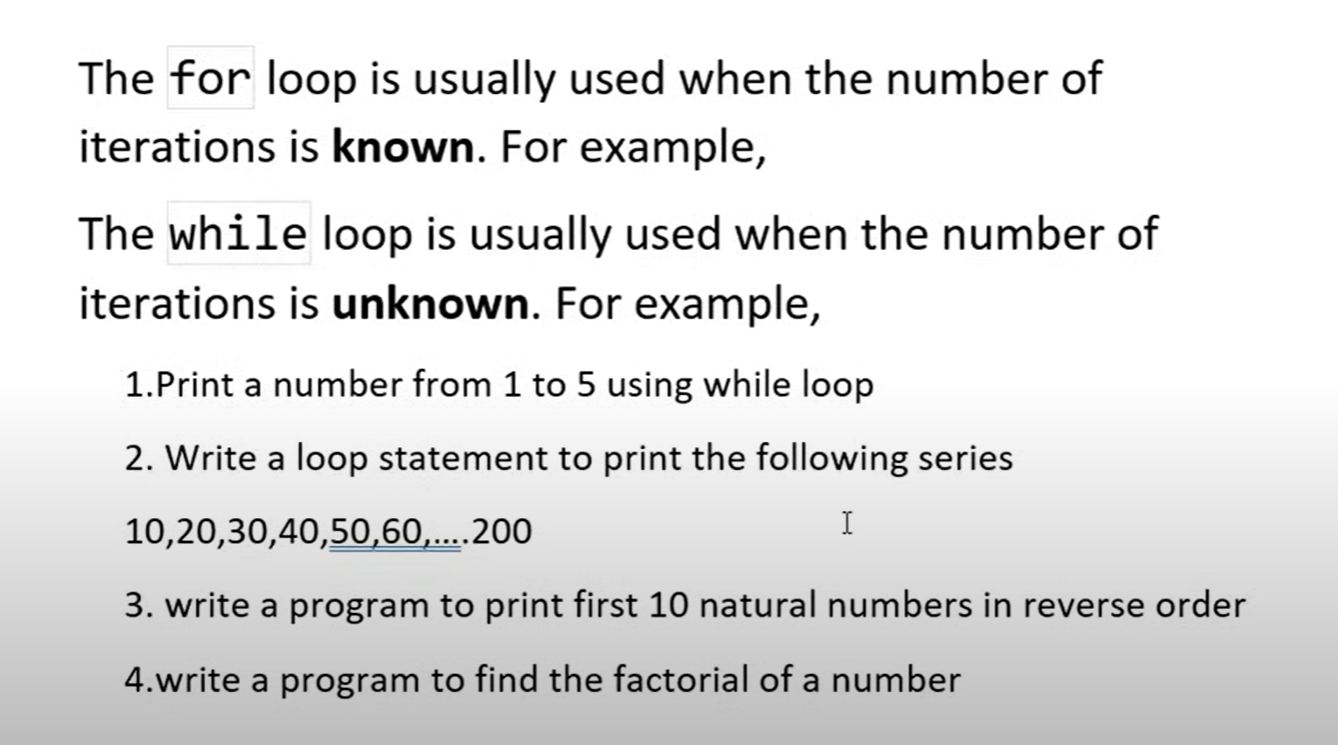 The for loop is usually used when the number of
iterations is known. For example,
The while loop is usually used when the number of
iterations is unknown. For example,
1.Print a number from 1 to 5 using while loop
2. Write a loop statement to print the following series
10,20,30,40,50,60,....200
3. write a program to print first 10 natural numbers in reverse order
4.write a program to find the factorial of a number